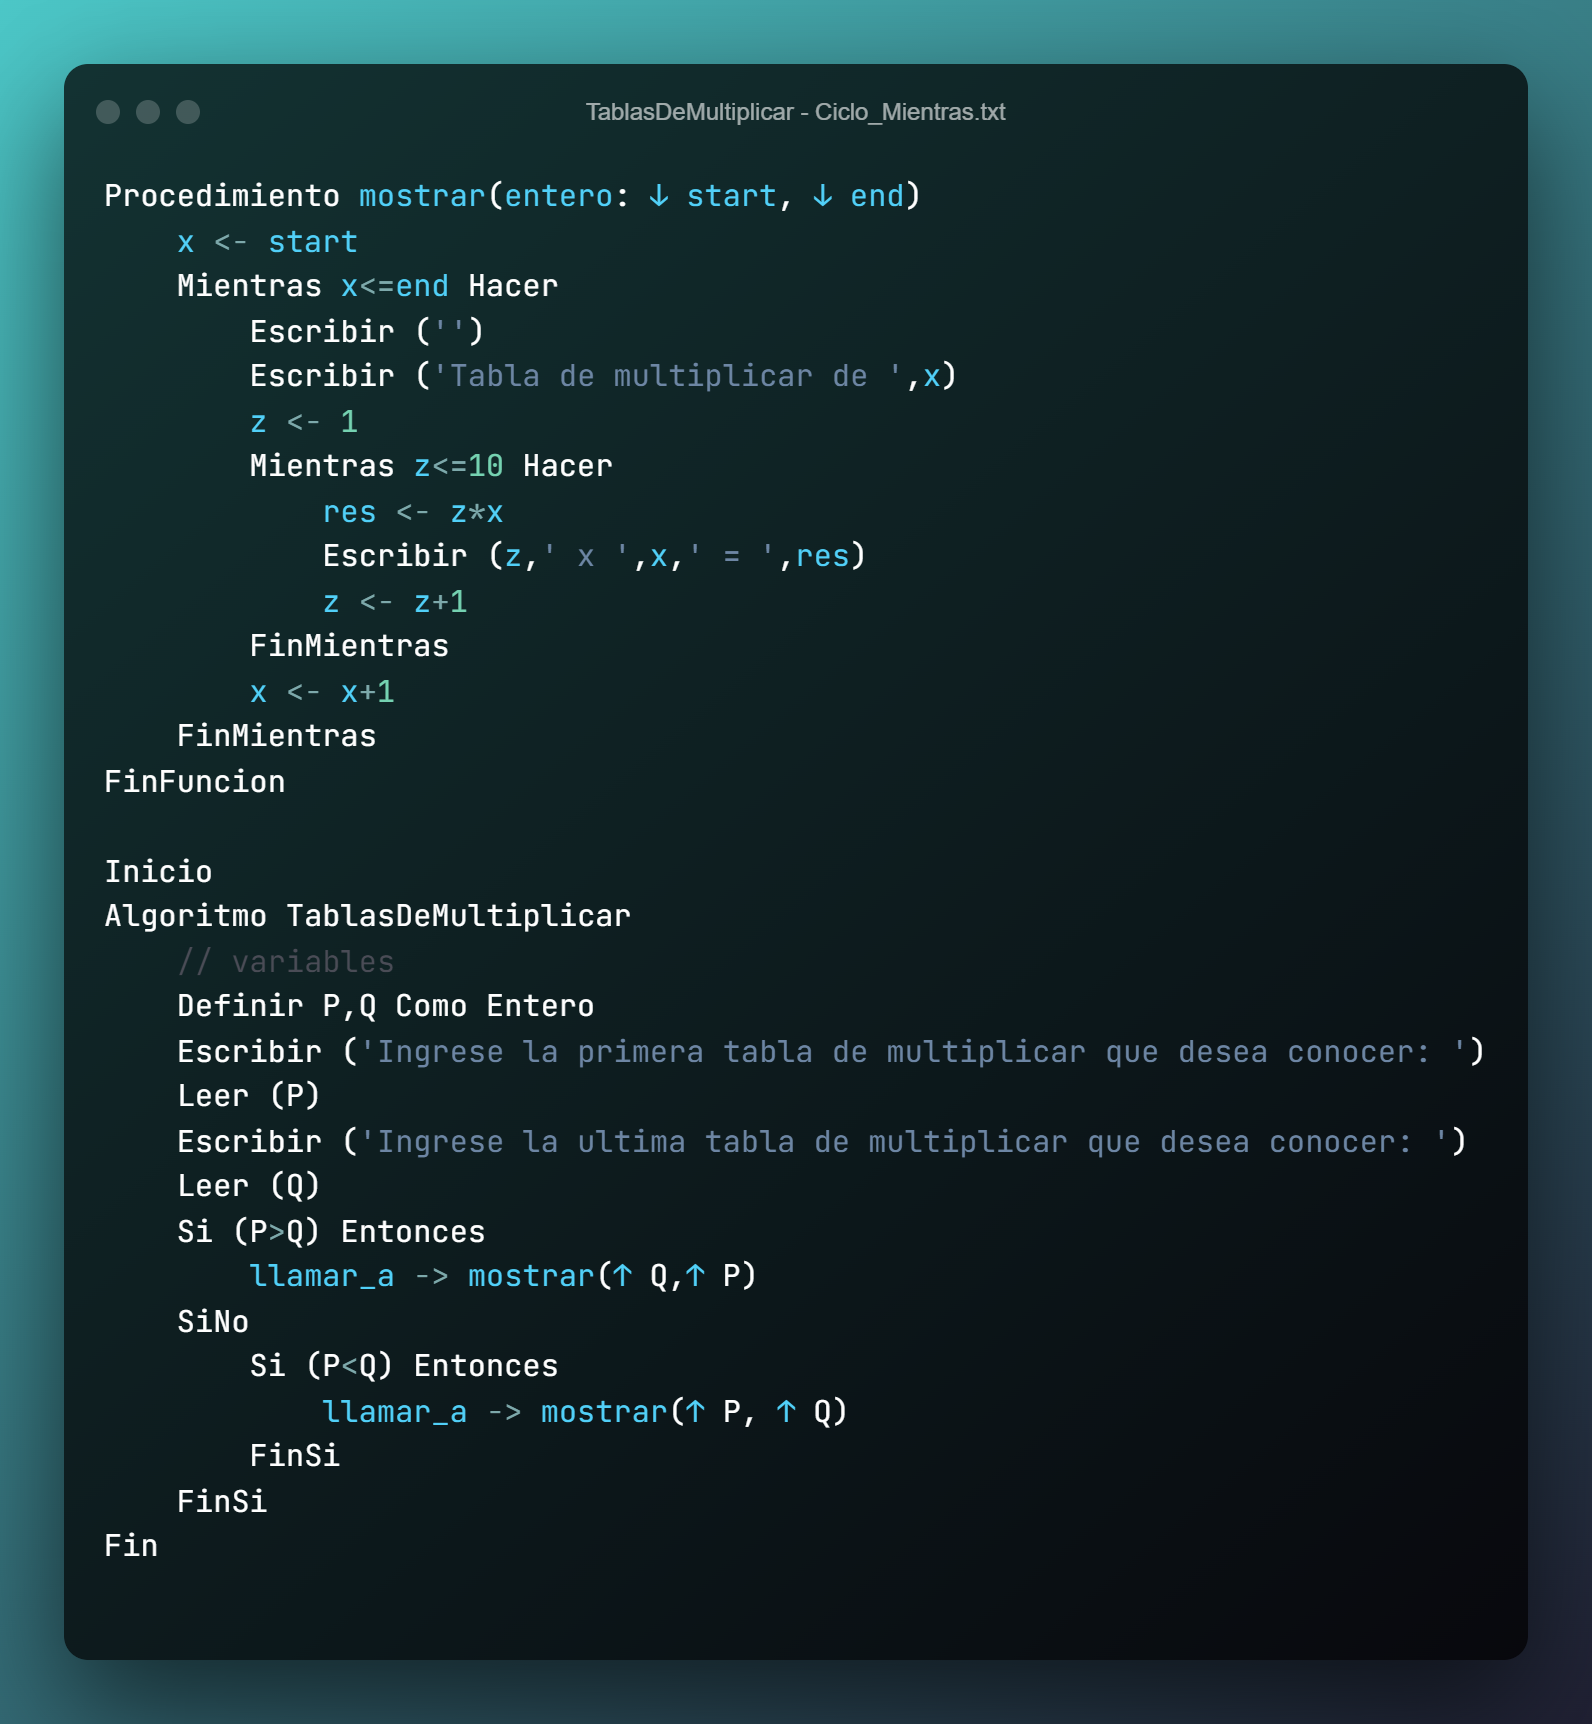 TablasDeMultiplicar - Ciclo_Mientras.txt
Procedimiento mostrar(entero: ↓ start, ↓ end)
    x <- start
    Mientras x<=end Hacer
        Escribir ('')
        Escribir ('Tabla de multiplicar de ',x)
        z <- 1
        Mientras z<=10 Hacer
            res <- z*x
            Escribir (z,' x ',x,' = ',res)
            z <- z+1
        FinMientras
        x <- x+1
    FinMientras
FinFuncion

Inicio
Algoritmo TablasDeMultiplicar
    // variables
    Definir P,Q Como Entero
    Escribir ('Ingrese la primera tabla de multiplicar que desea conocer: ')
    Leer (P)
    Escribir ('Ingrese la ultima tabla de multiplicar que desea conocer: ')
    Leer (Q)
    Si (P>Q) Entonces
        llamar_a -> mostrar(↑ Q,↑ P)
    SiNo
        Si (P<Q) Entonces
            llamar_a -> mostrar(↑ P, ↑ Q)
        FinSi
    FinSi
Fin